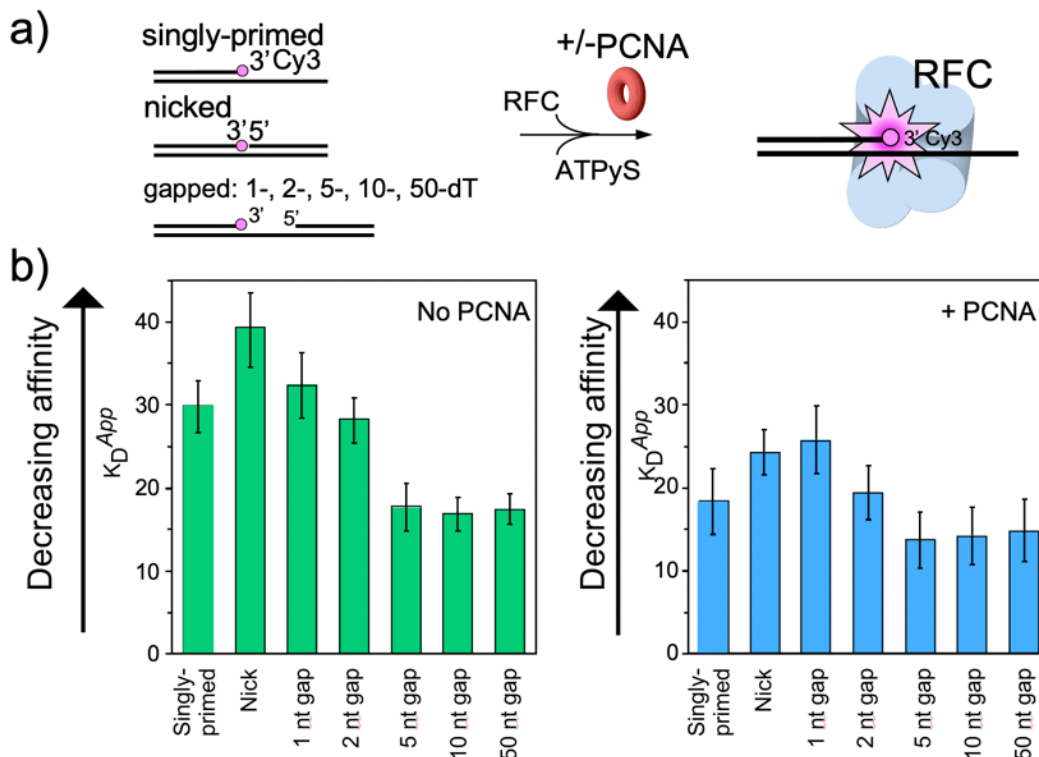 a)
singly-primed
3'Cy3
nicked
3'5'
gapped: 1-, 2-, 5-, 10-, 50-dT
3' 5'
+/-PCNA
RFC
ATPyS
RFC
3' Cy3
b)
Decreasing affinity
K_D^App
40
30
20
10
0
No PCNA
Singly-
primed
Nick
1 nt gap
2 nt gap
5 nt gap
10 nt gap
50 nt gap
Decreasing affinity
K_D^App
40
30
20
10
0
+ PCNA
Singly-
primed
Nick
1 nt gap
2 nt gap
5 nt gap
10 nt gap
50 nt gap